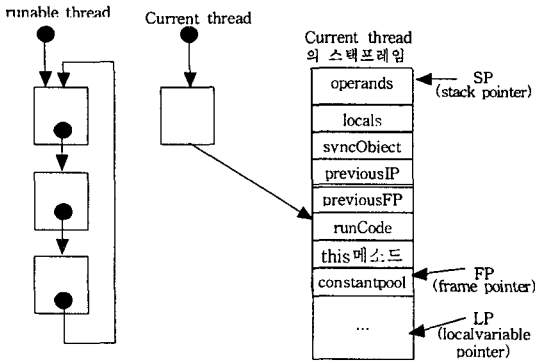 runable thread
Current thread
Current thread
의 스택프레임
operands
locals
syncObject
previousIP
previousFP
runCode
this메소드
constantpool
...
SP
(stack pointer)
FP
(frame pointer)
LP
(localvariable
pointer)